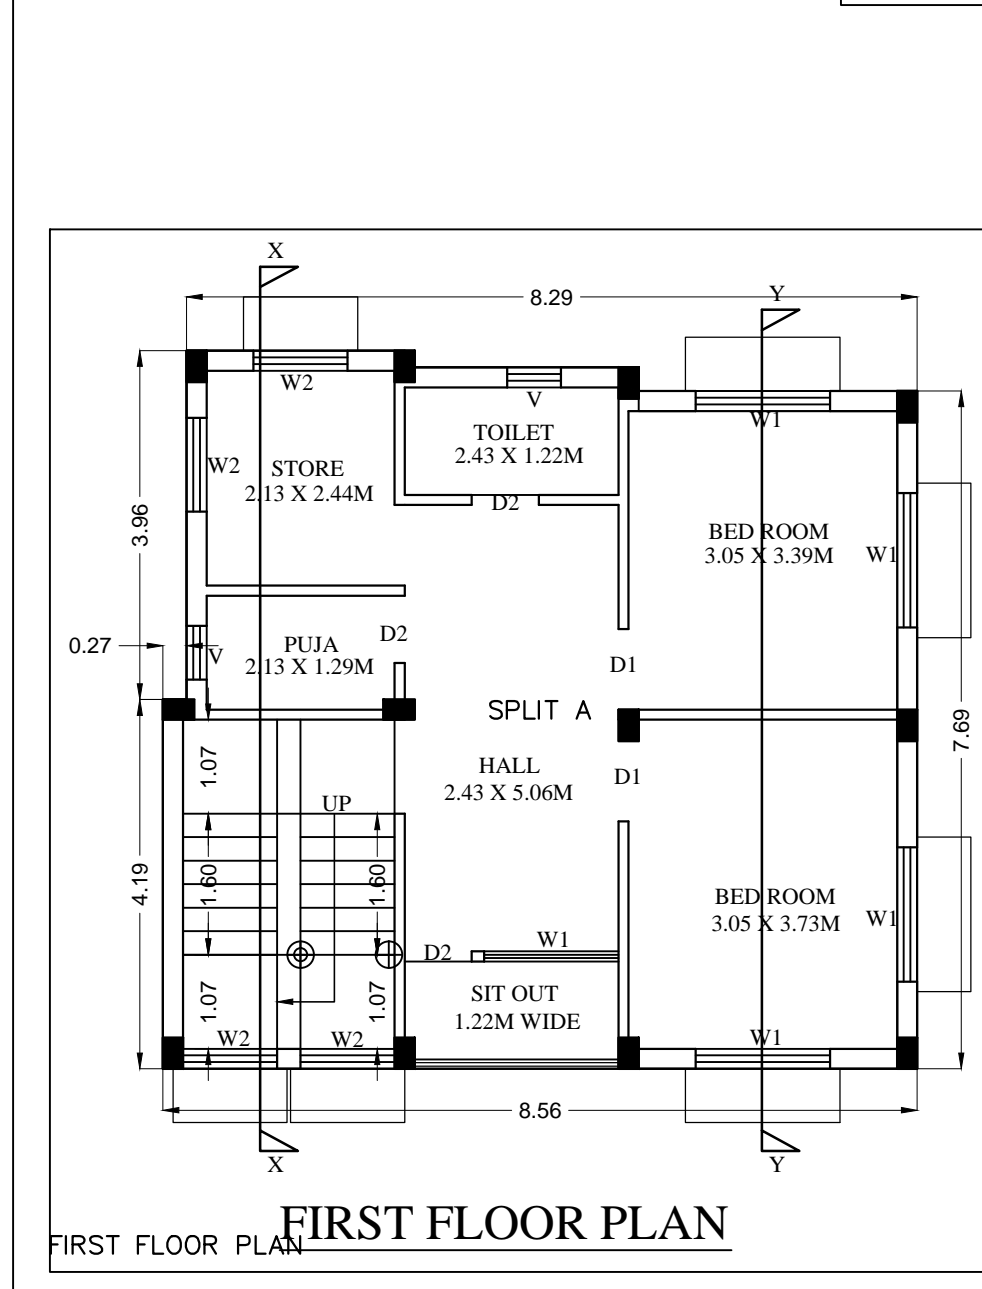 X
8.29
Y
W2
V
W1
TOILET
2.43 X 1.22M
W2
STORE
2.13 X 2.44M
D2
3.96
BED ROOM
3.05 X 3.39M
W1
0.27
V
PUJA
2.13 X 1.29M
D2
D1
SPLIT A
7.69
1.07
HALL
2.43 X 5.06M
D1
UP
4.19
1.60
1.60
BED ROOM
3.05 X 3.73M
W1
D2
W1
SIT OUT
1.22M WIDE
1.07
1.07
W2
W2
W1
8.56
X
Y
FIRST FLOOR PLAN
FIRST FLOOR PLAN